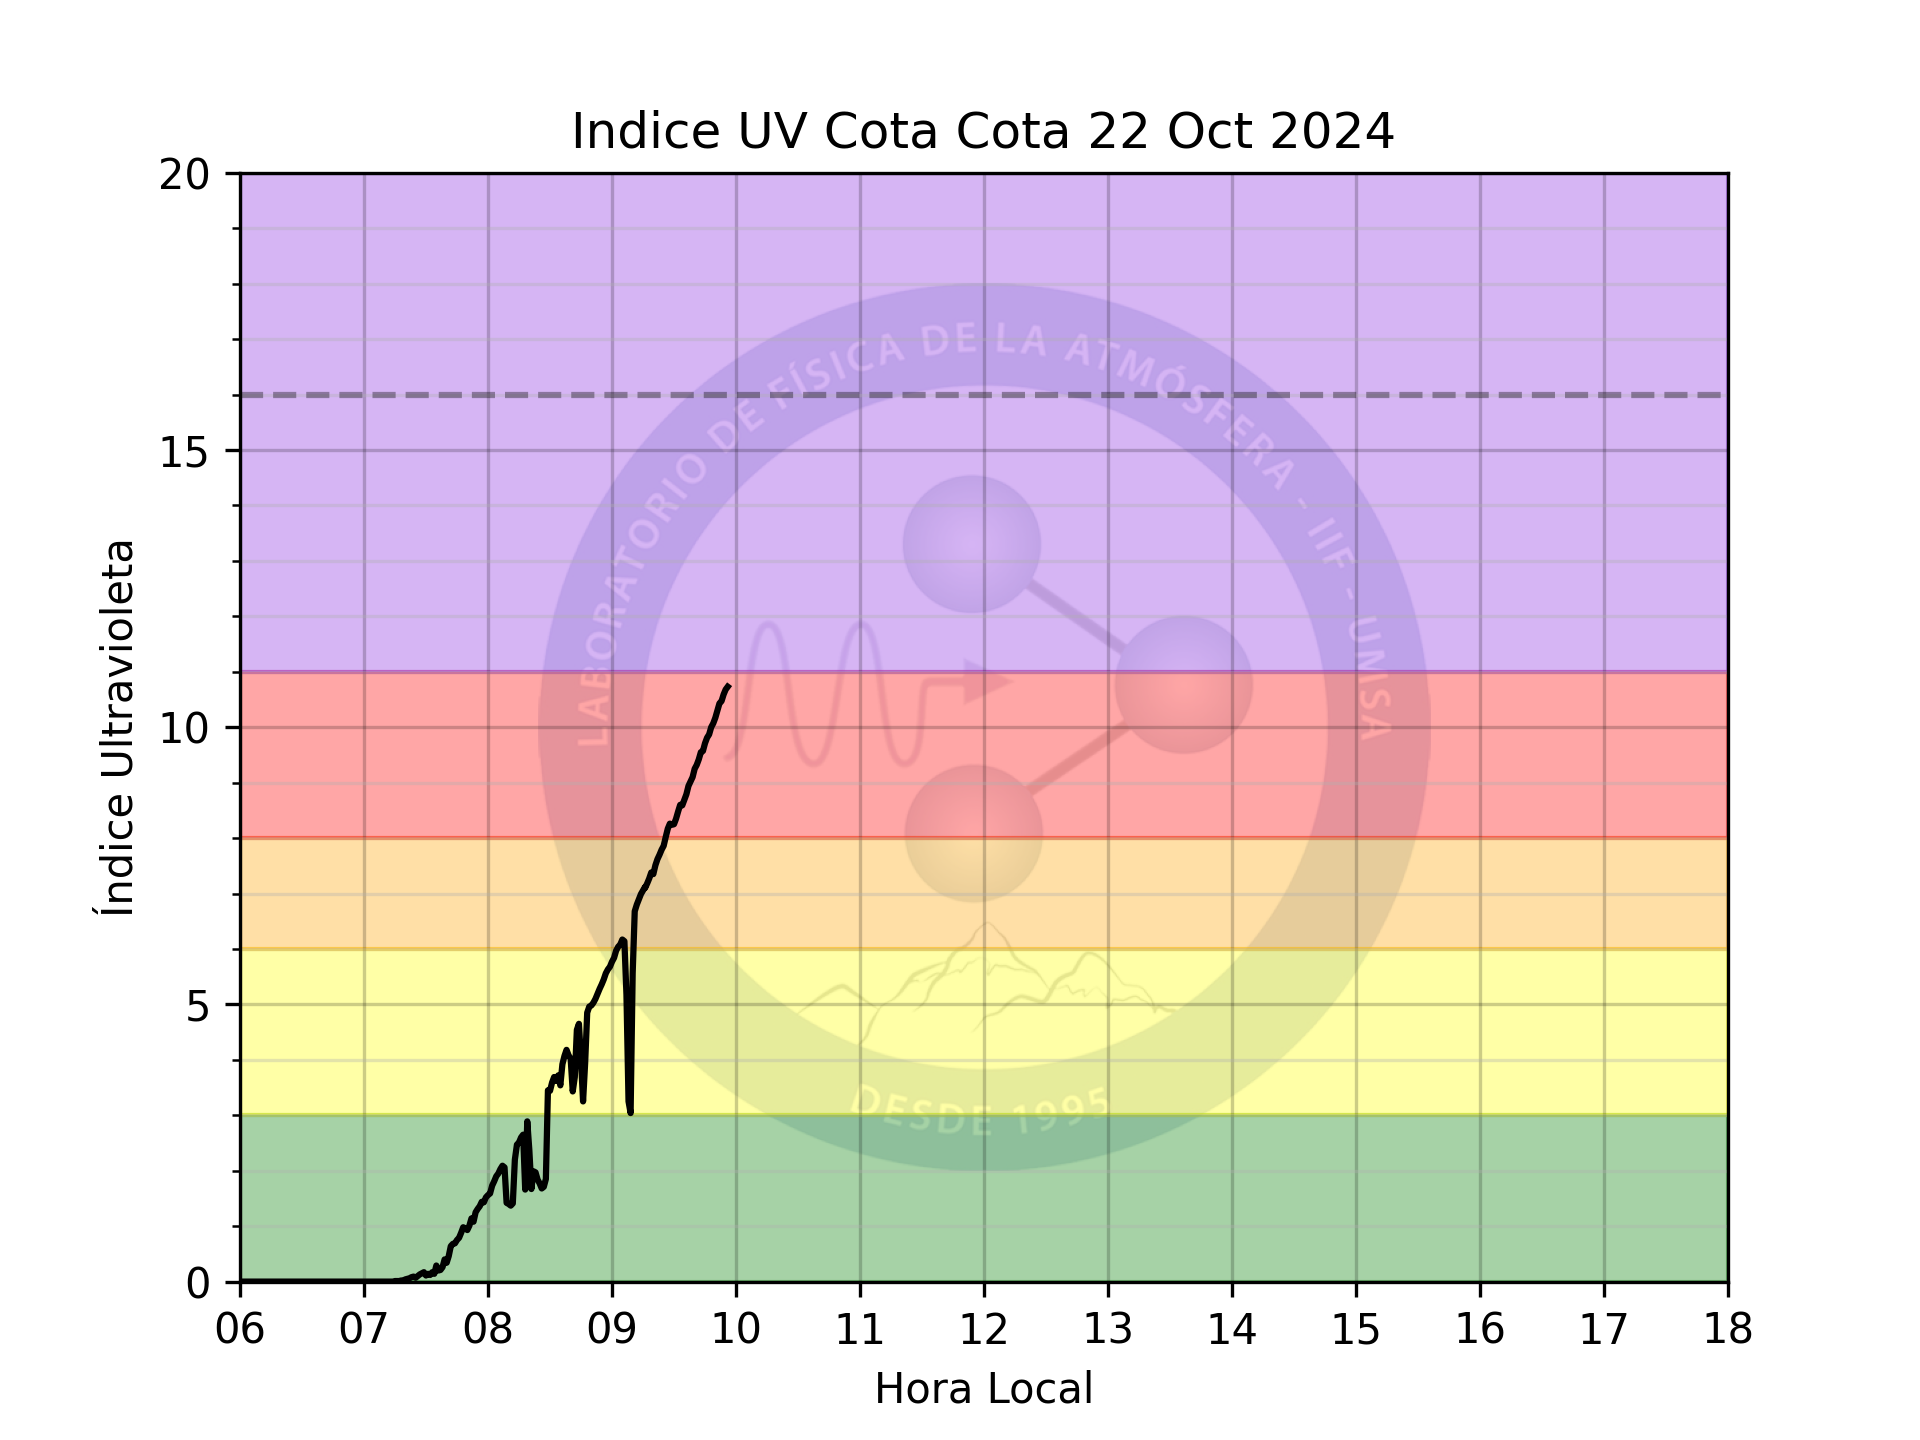 Indice UV Cota Cota 22 Oct 2024
20
15
10
5
0
Índice Ultravioleta
LABORATORIO DE FÍSICA DE LA ATMÓSFERA - IIF - UMSA
DESDE 1995
06 07 08 09 10 11 12 13 14 15 16 17 18
Hora Local